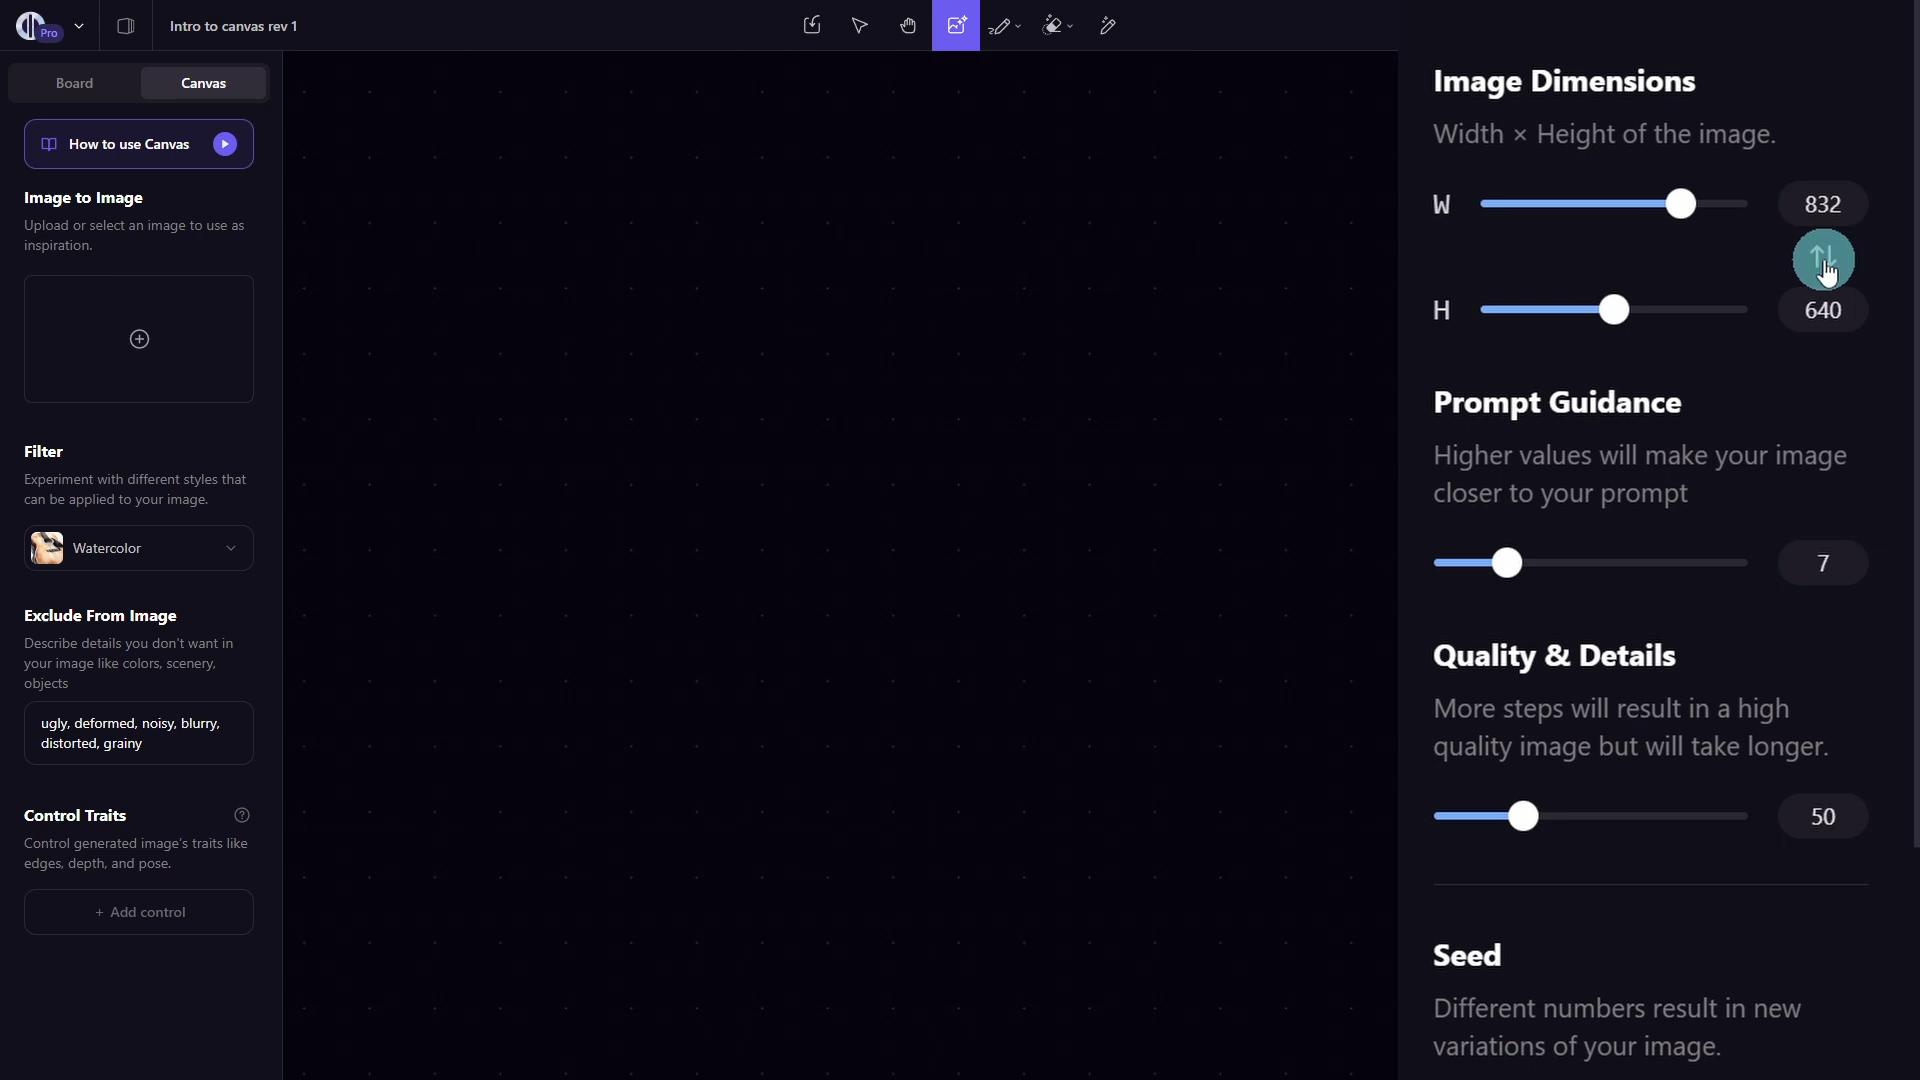 Pro
Intro to canvas rev 1
Board
Canvas
How to use Canvas
Image to Image
Upload or select an image to use as
inspiration.
Filter
Experiment with different styles that
can be applied to your image.
Watercolor
Exclude From Image
Describe details you don't want in
your image like colors, scenery,
objects
ugly, deformed, noisy, blurry,
distorted, grainy
Control Traits
Control generated image's traits like
edges, depth, and pose.
+ Add control
Image Dimensions
Width × Height of the image.
W 832
H 640
Prompt Guidance
Higher values will make your image
closer to your prompt
7
Quality & Details
More steps will result in a high
quality image but will take longer.
50
Seed
Different numbers result in new
variations of your image.